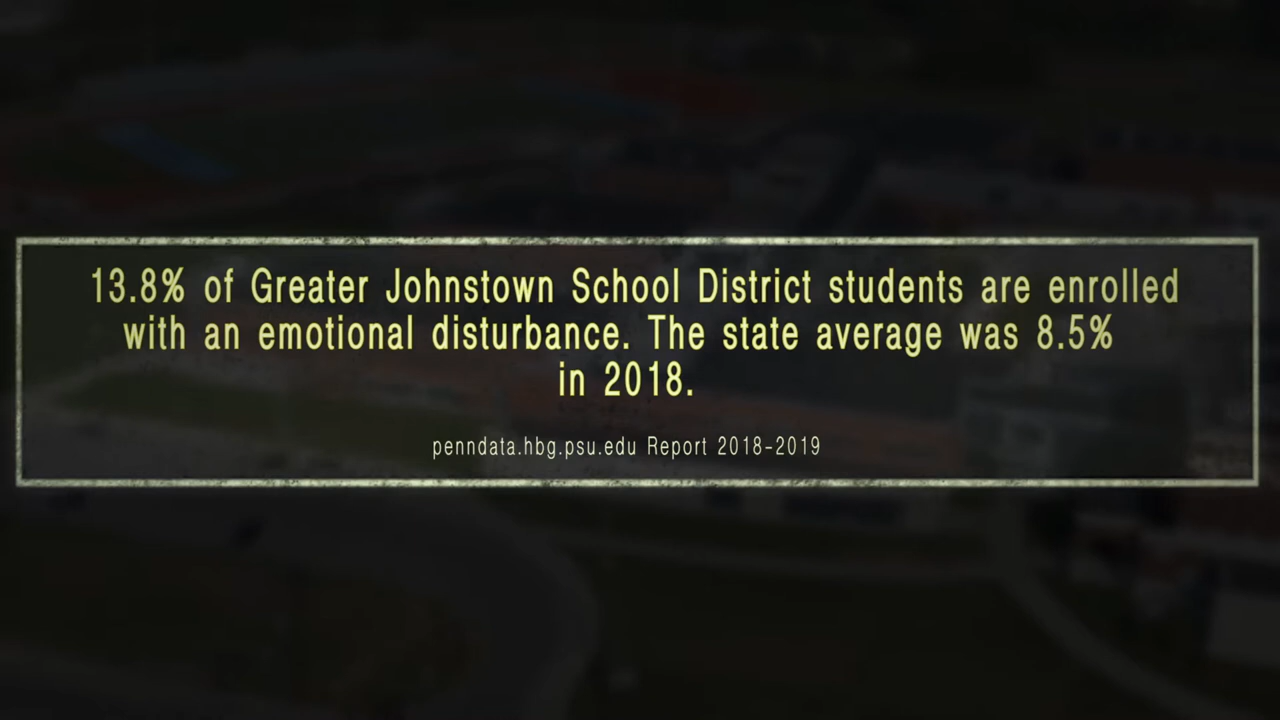 13.8% of Greater Johnstown School District students are enrolled
with an emotional disturbance. The state average was 8.5%
in 2018.
penndata.hbg.psu.edu Report 2018-2019